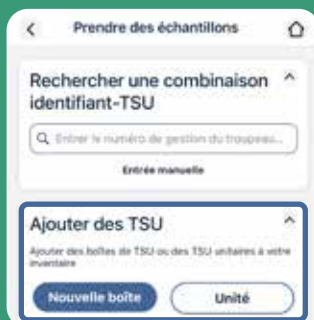 Prendre des échantillons
Rechercher une combinaison
identifiant-TSU
Entrer le numéro de gestion du troupeau...
Entrée manuelle
Ajouter des TSU
Ajouter des boîtes de TSU ou des TSU unitaires à votre
inventaire
Nouvelle boîte Unité